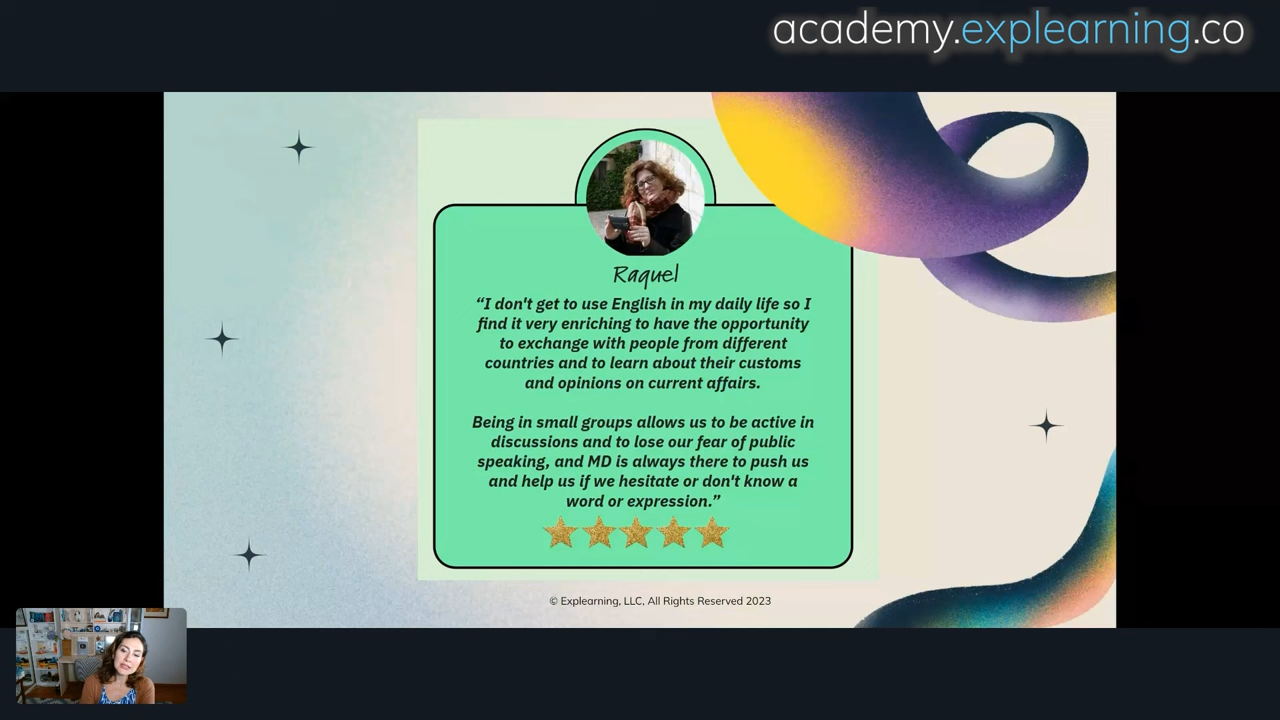 academy.explearning.co
Raquel
“I don't get to use English in my daily life so I
find it very enriching to have the opportunity
to exchange with people from different
countries and to learn about their customs
and opinions on current affairs.
Being in small groups allows us to be active in
discussions and to lose our fear of public
speaking, and MD is always there to push us
and help us if we hesitate or don't know a
word or expression.”
© Explearning, LLC, All Rights Reserved 2023